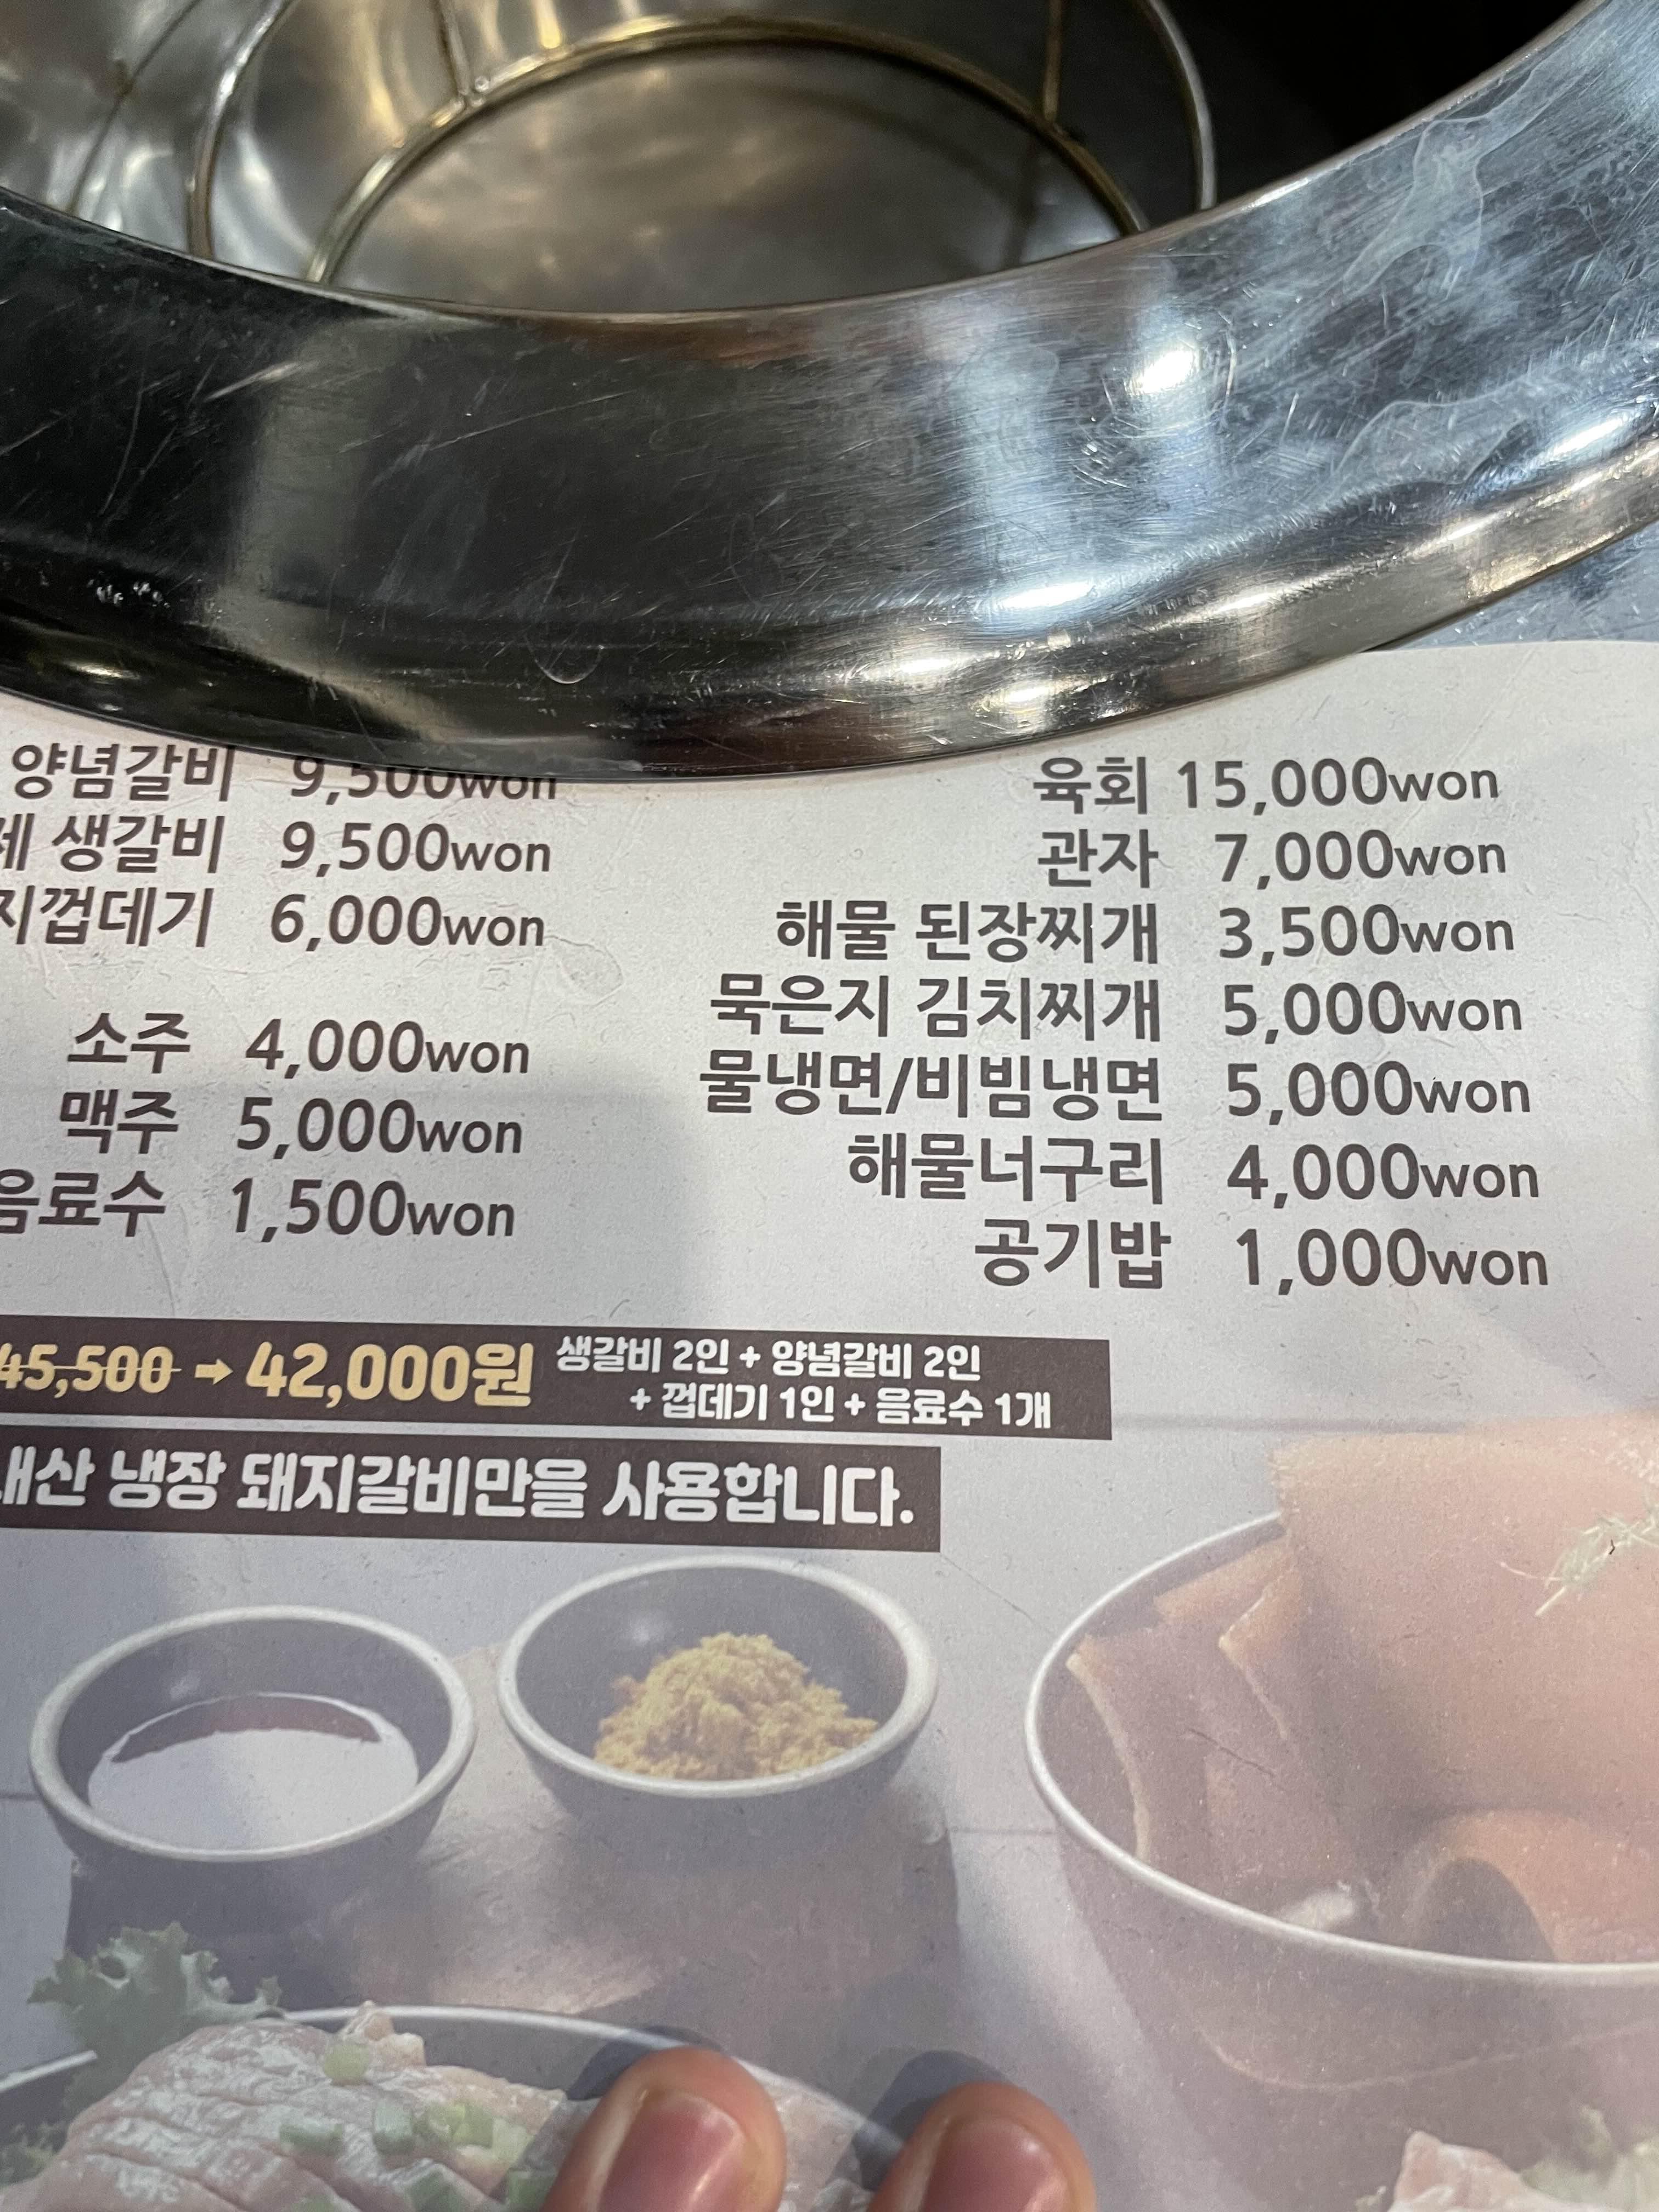 양념갈비 9,500won
생갈비 9,500won
껍데기 6,000won
소주 4,000won
맥주 5,000won
음료수 1,500won
육회 15,000won
관자 7,000won
해물 된장찌개 3,500won
묵은지 김치찌개 5,000won
물냉면/비빔냉면 5,000won
해물너구리 4,000won
공기밥 1,000won
45,500 → 42,000원 생갈비 2인 + 양념갈비 2인
+ 껍데기 1인 + 음료수 1개
냉장 돼지갈비만을 사용합니다.